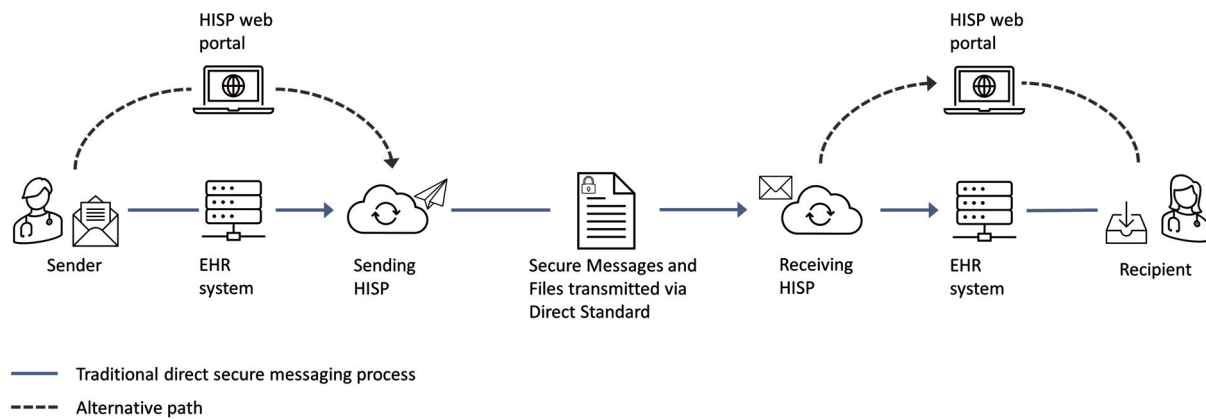 HISP web
portal
HISP web
portal
Sender
EHR
system
Sending
HISP
Secure Messages and
Files transmitted via
Direct Standard
Receiving
HISP
EHR
system
Recipient
Traditional direct secure messaging process
Alternative path